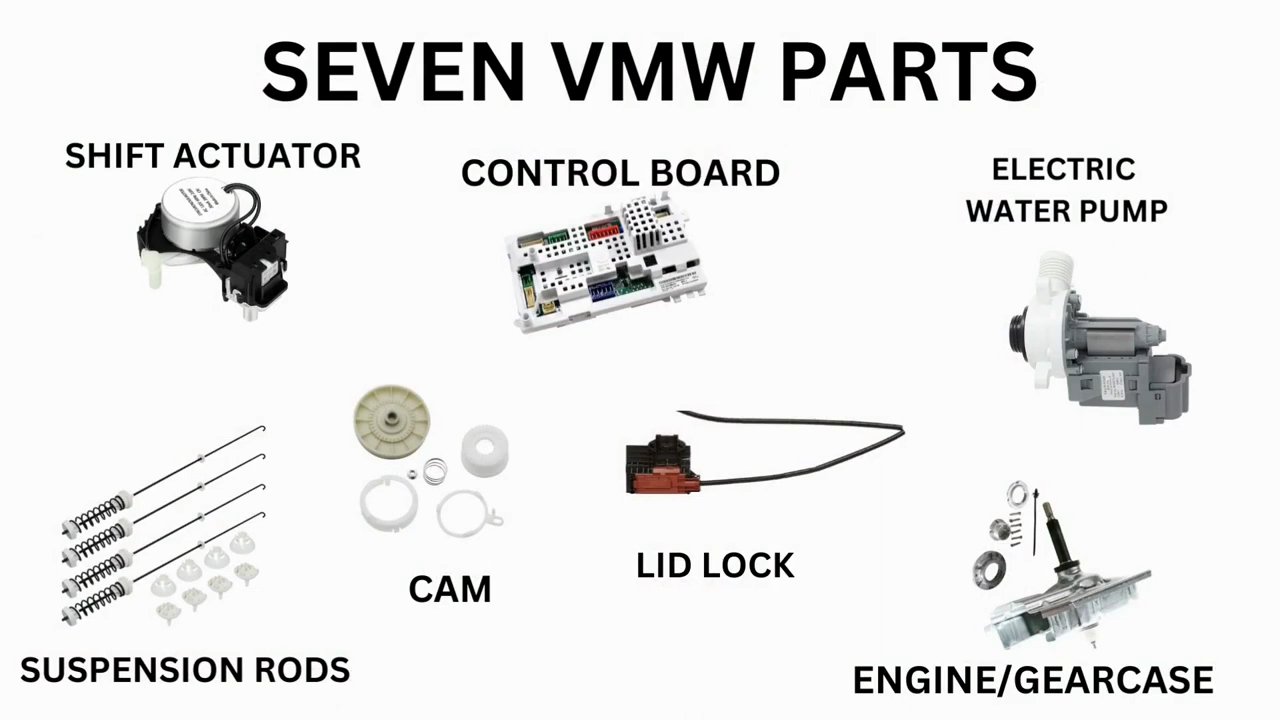 SEVEN VMW PARTS
SHIFT ACTUATOR
CONTROL BOARD
ELECTRIC
WATER PUMP
LID LOCK
CAM
SUSPENSION RODS
ENGINE/GEARCASE